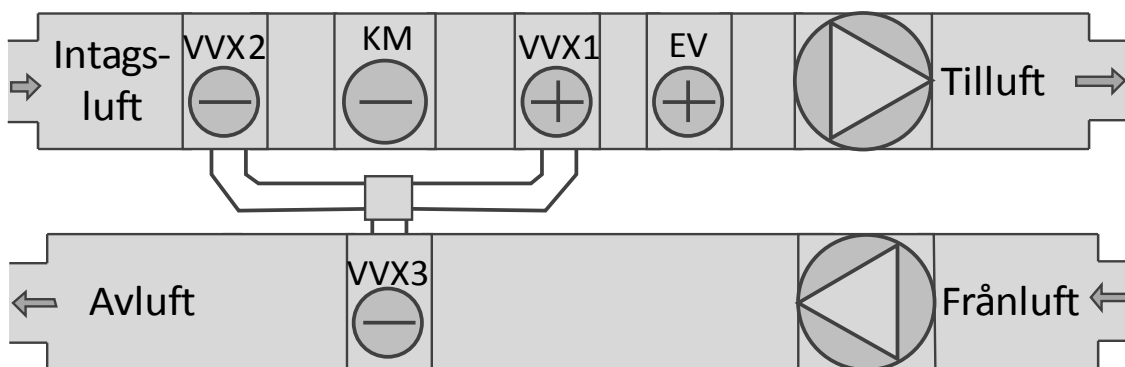 Intags-
luft
VVX2
KM
VVX1
EV
Tilluft
Avluft
VVX3
Frånluft